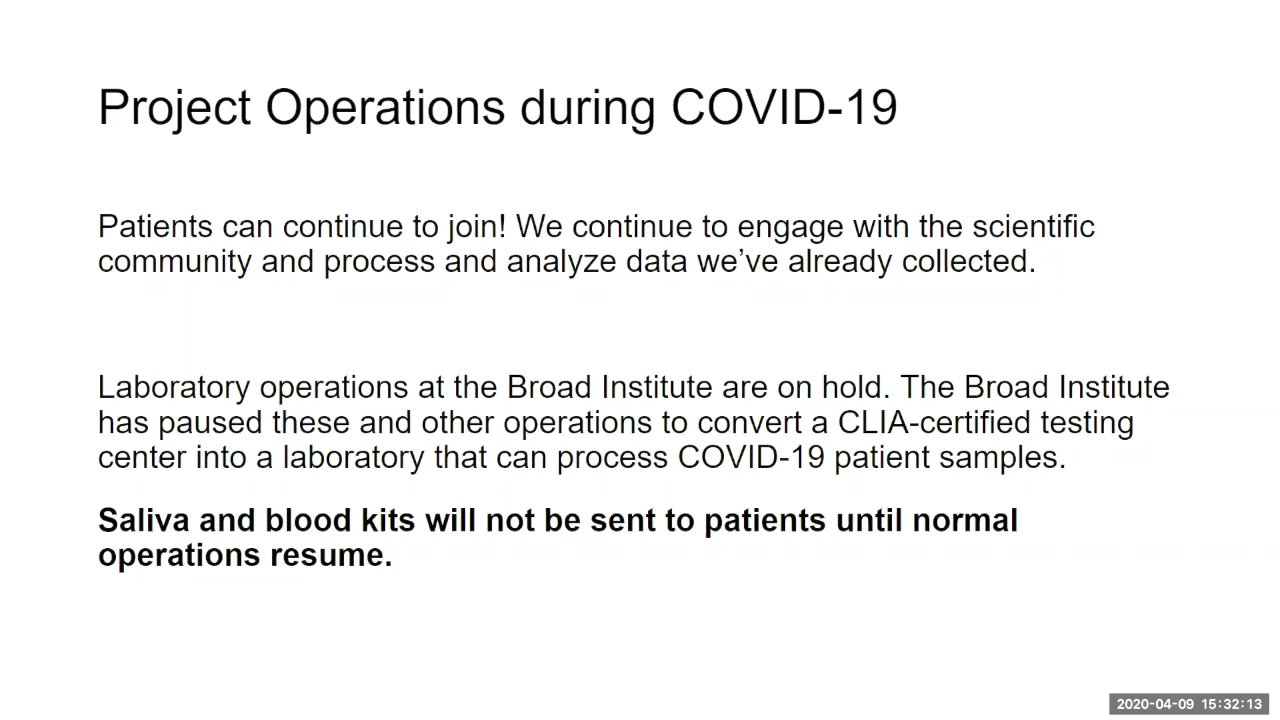 Project Operations during COVID-19
Patients can continue to join! We continue to engage with the scientific
community and process and analyze data we’ve already collected.
Laboratory operations at the Broad Institute are on hold. The Broad Institute
has paused these and other operations to convert a CLIA-certified testing
center into a laboratory that can process COVID-19 patient samples.
Saliva and blood kits will not be sent to patients until normal
operations resume.
2020-04-09 15:32:13